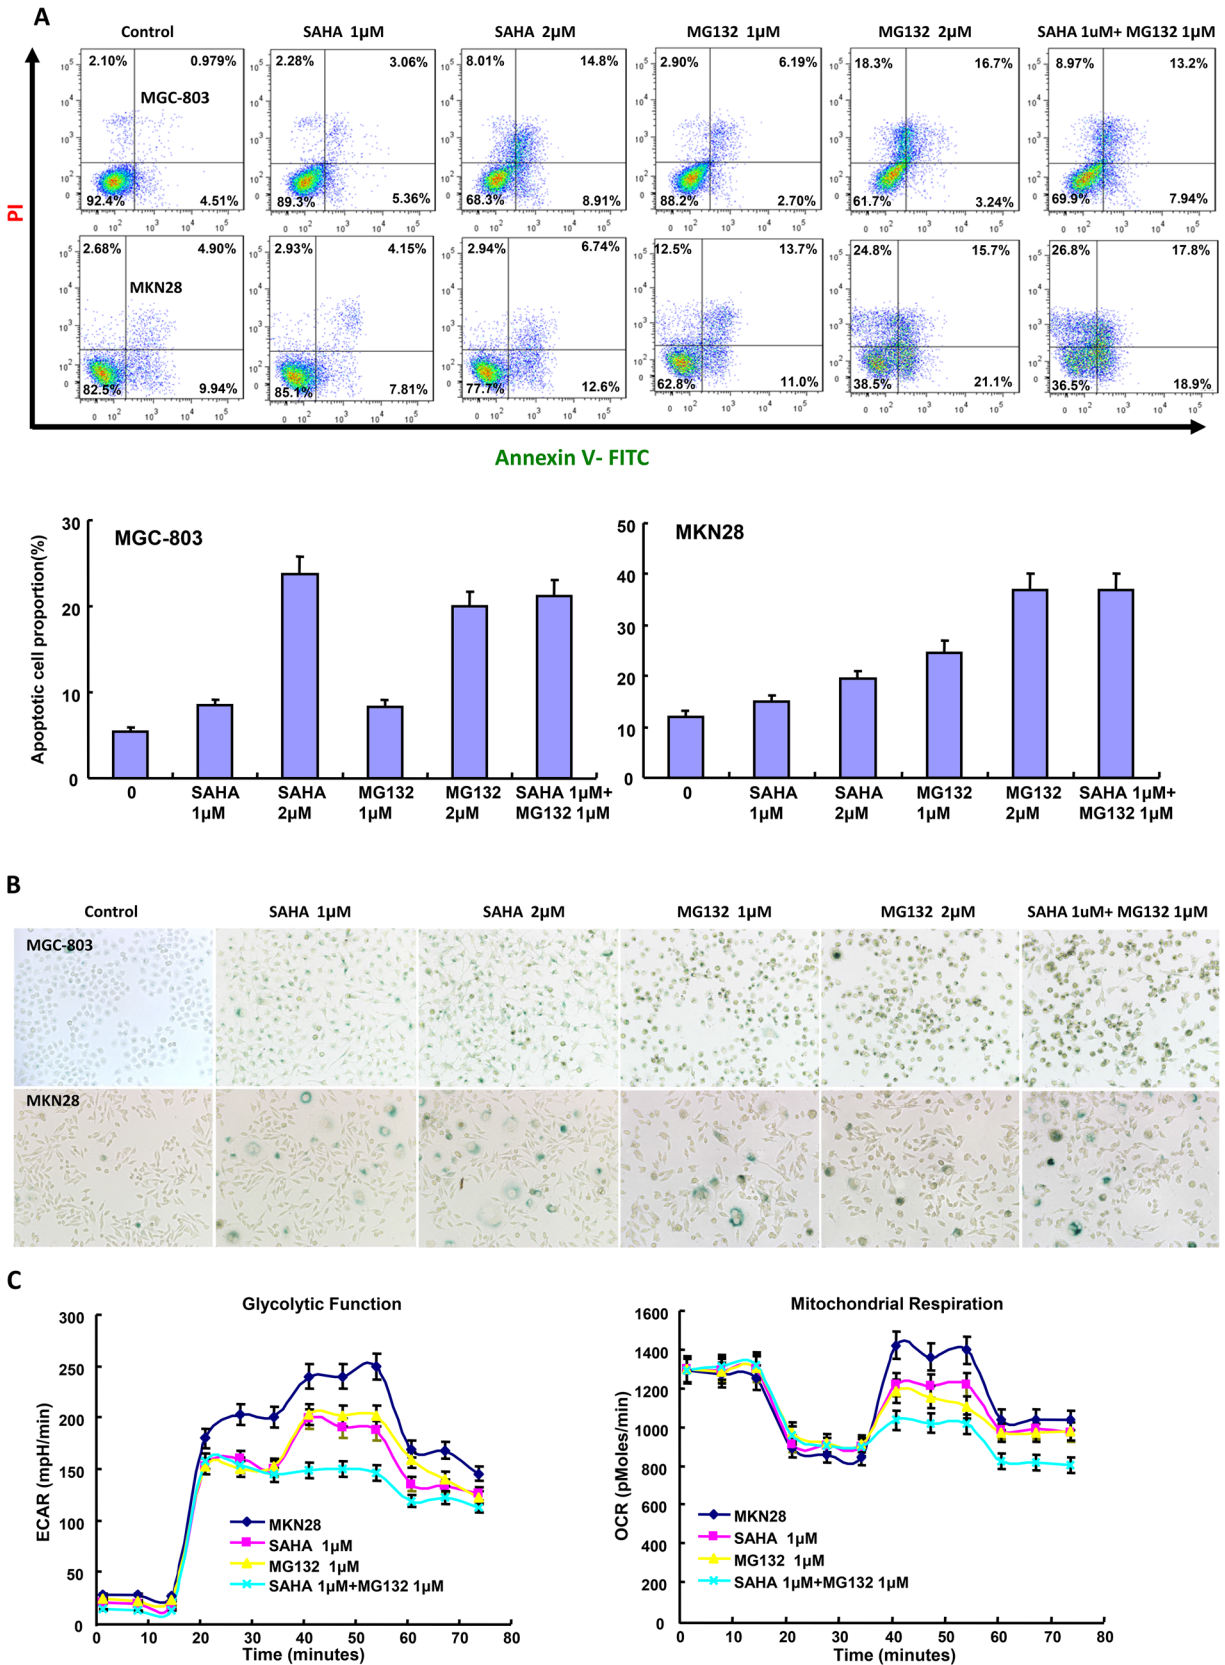 A
Control
SAHA 1μM
SAHA 2μM
MG132 1μM
MG132 2μM
SAHA 1uM+ MG132 1μM
2.10% 0.979% 2.28% 3.06% 8.01% 14.8% 2.90% 6.19% 18.3% 16.7% 8.97% 13.2%
MGC-803
92.4% 4.51% 89.3% 5.36% 68.3% 8.91% 88.2% 2.70% 61.7% 3.24% 69.9% 7.94%
PI
2.68% 4.90% 2.93% 4.15% 2.94% 6.74% 12.5% 13.7% 24.8% 15.7% 26.8% 17.8%
MKN28
82.5% 9.94% 85.1% 7.81% 77.7% 12.6% 62.8% 11.0% 38.5% 21.1% 36.5% 18.9%
Annexin V- FITC
MGC-803
Apoptotic cell proportion(%)
30
20
10
0
0
SAHA 1μM
SAHA 2μM
MG132 1μM
MG132 2μM
SAHA 1μM+ MG132 1μM
MKN28
50
40
30
20
10
0
0
SAHA 1μM
SAHA 2μM
MG132 1μM
MG132 2μM
SAHA 1μM+ MG132 1μM
B
Control
SAHA 1μM
SAHA 2μM
MG132 1μM
MG132 2μM
SAHA 1uM+ MG132 1μM
MGC-803
MKN28
C
Glycolytic Function
ECAR (mpH/min)
300
250
200
150
100
50
0
MKN28
SAHA 1μM
MG132 1μM
SAHA 1μM+MG132 1μM
0 10 20 30 40 50 60 70 80
Time (minutes)
Mitochondrial Respiration
OCR (pMoles/min)
1600
1400
1200
1000
800
600
400
200
0
MKN28
SAHA 1μM
MG132 1μM
SAHA 1μM+MG132 1μM
0 10 20 30 40 50 60 70 80
Time (minutes)